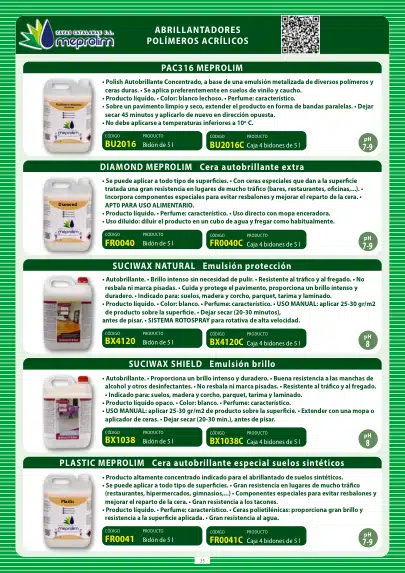 CUPRA CATALANAS S.L.
meprolim
ABRILLANTADORES
POLÍMEROS ACRÍLICOS
PAC316 MEPROLIM
• Polish Autobrillante Concentrado, a base de una emulsión metalizada de diversos polímeros y
ceras duras. • Se aplica preferentemente en suelos de vinilo y caucho.
• Producto líquido. • Color: blanco lechoso. • Perfume: característico.
• Sobre un pavimento limpio y seco, extender el producto en forma de bandas paralelas. • Dejar
secar 45 minutos y aplicarlo de nuevo en dirección opuesta.
• No debe aplicarse a temperaturas inferiores a 10º C.
CÓDIGO PRODUCTO CÓDIGO PRODUCTO
BU2016 Bidón de 5 l BU2016C Caja 4 bidones de 5 l
pH
7-9
DIAMOND MEPROLIM Cera autobrillante extra
• Se puede aplicar a todo tipo de superficies. • Con ceras especiales que dan a la superficie
tratada una gran resistencia en lugares de mucho tráfico (bares, restaurantes, oficinas,...). •
Incorpora componentes especiales para evitar resbalones y mejorar el reparto de la cera. •
APTO PARA USO ALIMENTARIO.
• Producto líquido. • Perfume: característico. • Uso directo con mopa enceradora.
• Uso diluido: diluir el producto en un cubo de agua y fregar como habitualmente.
Diamond
meprolim
CÓDIGO PRODUCTO CÓDIGO PRODUCTO
FR0040 Bidón de 5 l FR0040C Caja 4 bidones de 5 l
pH
7-9
SUCIWAX NATURAL Emulsión protección
• Autobrillante. • Brillo intenso sin necesidad de pulir. • Resistente al tráfico y al fregado. • No
resbala ni marca pisadas. • Cuida y protege el pavimento, proporciona un brillo intenso y
duradero. • Indicado para: suelos, madera y corcho, parquet, tarima y laminado.
• Producto líquido. • Color: blanco. • Perfume: característico. • USO MANUAL: aplicar 25-30 gr/m2
de producto sobre la superficie. • Dejar secar (20-30 minutos),
antes de pisar. • SISTEMA ROTOSPRAY para rotativa de alta velocidad.
CÓDIGO PRODUCTO CÓDIGO PRODUCTO
BX4120 Bidón de 5 l BX4120C Caja 4 bidones de 5 l
pH
8
SUCIWAX SHIELD Emulsión brillo
• Autobrillante. • Proporciona un brillo intenso y duradero. • Buena resistencia a las manchas de
alcohol y otros desinfectantes. • No resbala ni marca pisadas. • Resistente al tráfico y al fregado.
• Indicado para: suelos, madera y corcho, parquet, tarima y laminado.
• Producto líquido opaco. • Color: blanco. • Perfume: característico.
• USO MANUAL: aplicar 25-30 gr/m2 de producto sobre la superficie. • Extender con una mopa o
aplicador de ceras. • Dejar secar (20-30 min.), antes de pisar.
CÓDIGO PRODUCTO CÓDIGO PRODUCTO
BX1038 Bidón de 5 l BX1038C Caja 4 bidones de 5 l
pH
8
PLASTIC MEPROLIM Cera autobrillante especial suelos sintéticos
• Producto altamente concentrado indicado para el abrillantado de suelos sintéticos.
• Se puede aplicar a todo tipo de superficies. • Gran resistencia en lugares de mucho tráfico
(restaurantes, hipermercados, gimnasios,...) • Componentes especiales para evitar resbalones y
mejorar el reparto de la cera. • Gran resistencia a los tacones.
• Producto líquido. • Perfume: característico. • Ceras polietilénicas: proporciona gran brillo y
resistencia a la superficie aplicada. • Gran resistencia al agua.
Plastic
meprolim
CÓDIGO PRODUCTO CÓDIGO PRODUCTO
FR0041 Bidón de 5 l FR0041C Caja 4 bidones de 5 l
pH
7-9